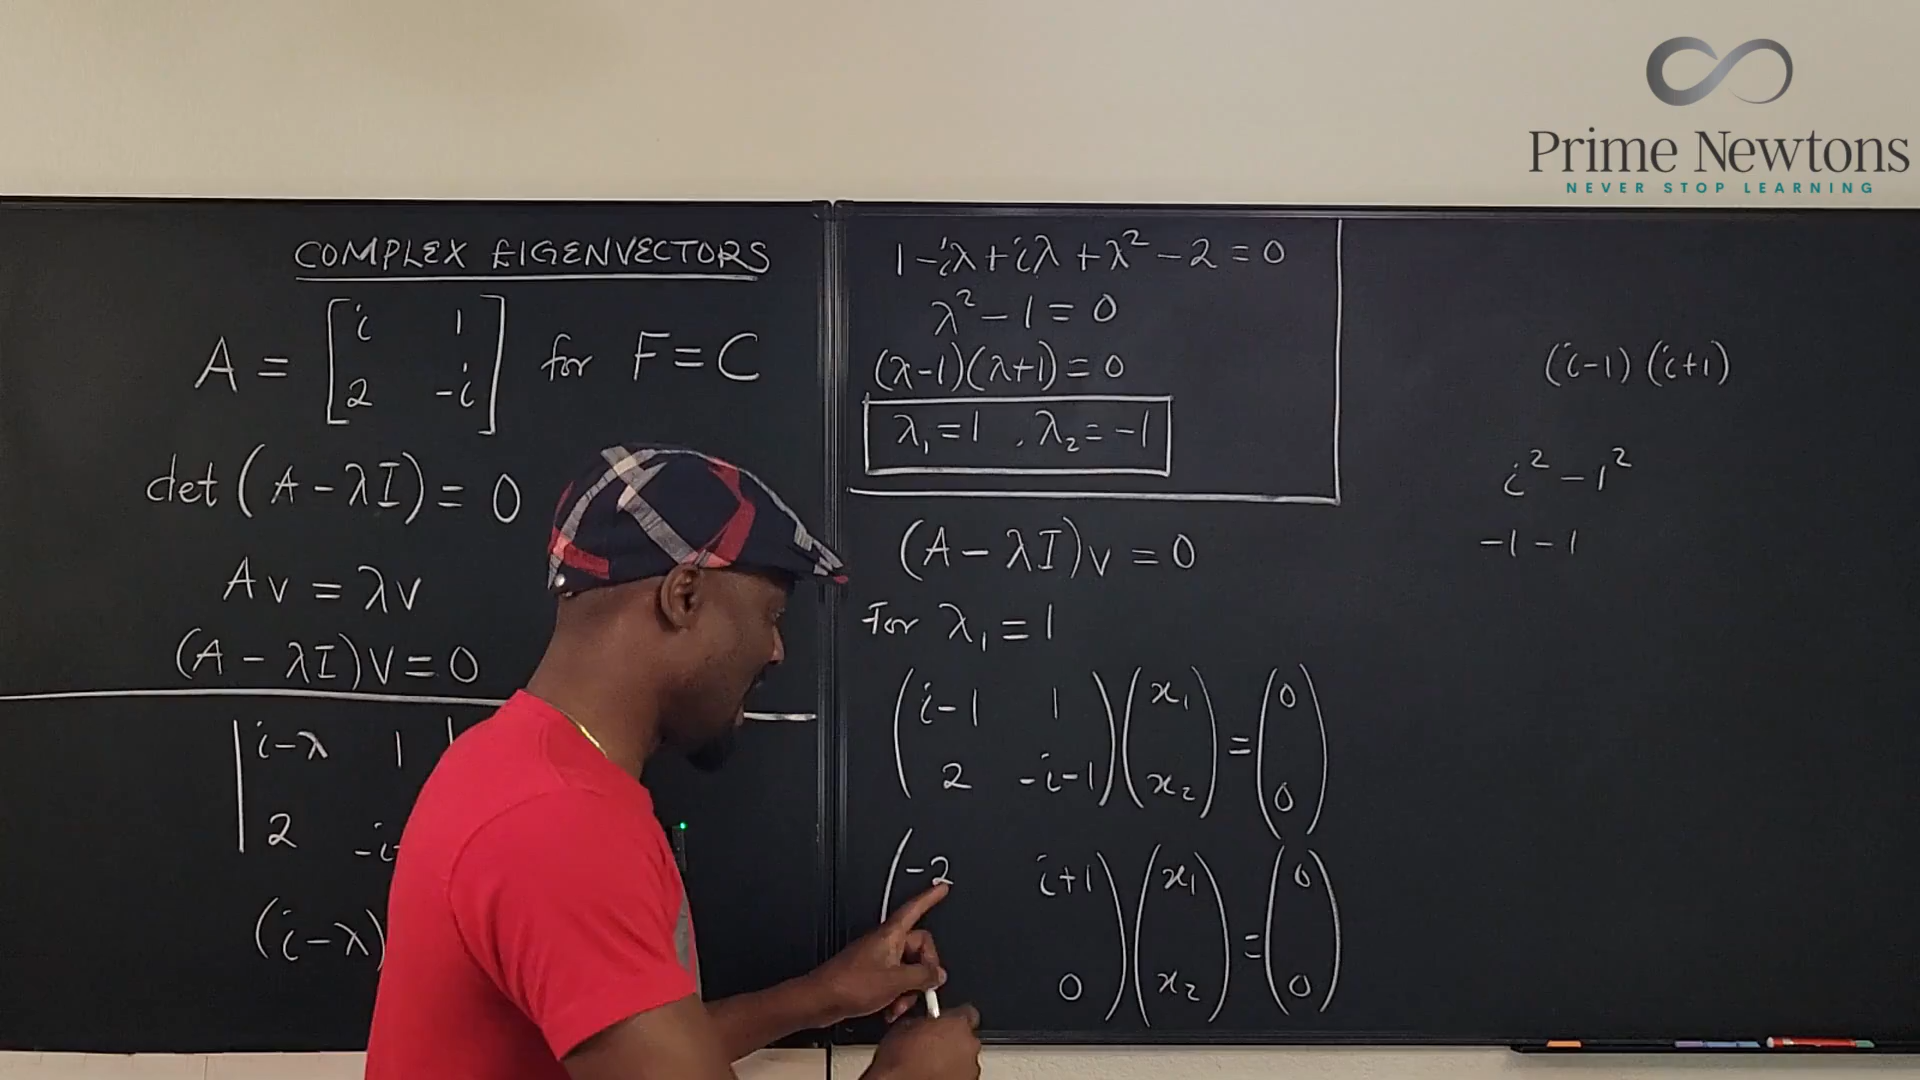 Prime Newtons
NEVER STOP LEARNING
COMPLEX EIGENVECTORS
A = [ i 1 ; 2 -i ] for F = C
det (A - λI) = 0
Av = λv
(A - λI)v = 0
| i-λ 1
2 -i-
(i-λ)
1 - iλ + iλ + λ² - 2 = 0
λ² - 1 = 0
(λ-1)(λ+1) = 0
λ₁ = 1 , λ₂ = -1
(A - λI)v = 0
For λ₁ = 1
( i-1 1 ; 2 -i-1 ) ( x₁ ; x₂ ) = ( 0 ; 0 )
( -2 i+1 ; 0 ) ( x₁ ; x₂ ) = ( 0 ; 0 )
(i-1)(i+1)
i² - 1²
-1 - 1